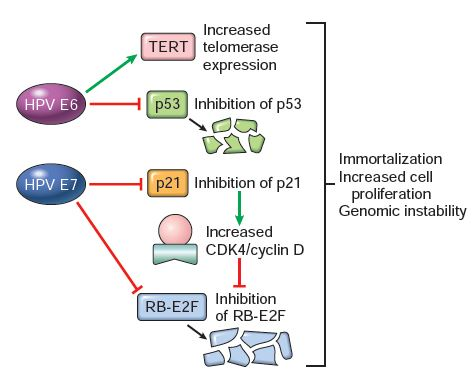 TERT
Increased
telomerase
expression
HPV E6
p53
Inhibition of p53
HPV E7
p21
Inhibition of p21
Increased
CDK4/cyclin D
RB-E2F
Inhibition
of RB-E2F
Immortalization
Increased cell
proliferation
Genomic instability